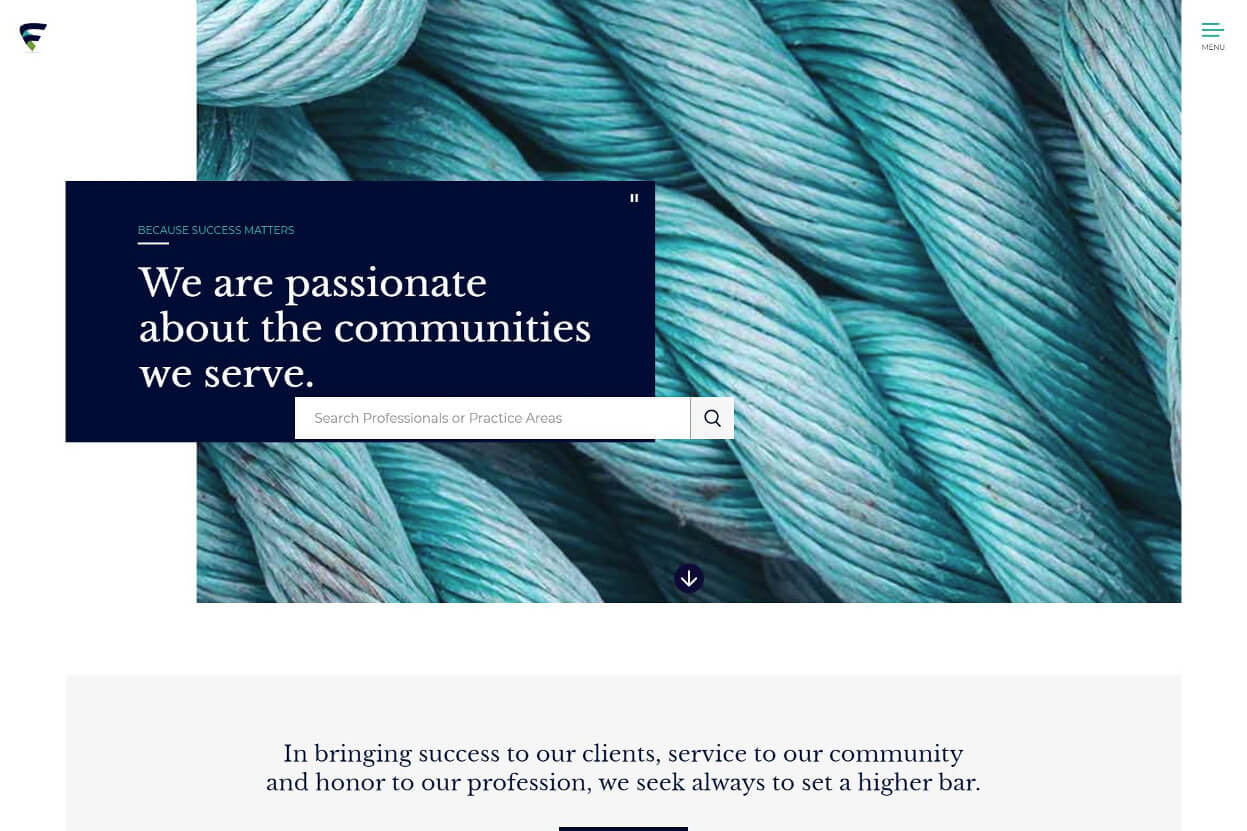 MENU
BECAUSE SUCCESS MATTERS
We are passionate
about the communities
we serve.
Search Professionals or Practice Areas
In bringing success to our clients, service to our community
and honor to our profession, we seek always to set a higher bar.